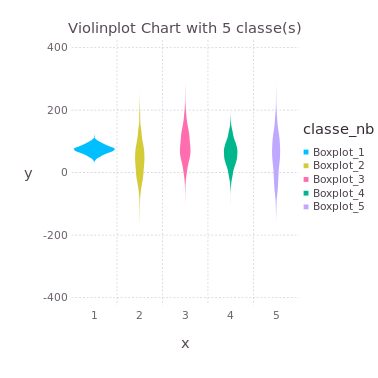 Violinplot Chart with 5 classe(s)
400
200
0
-200
-400
y
1 2 3 4 5
x
classe_nb
Boxplot_1
Boxplot_2
Boxplot_3
Boxplot_4
Boxplot_5